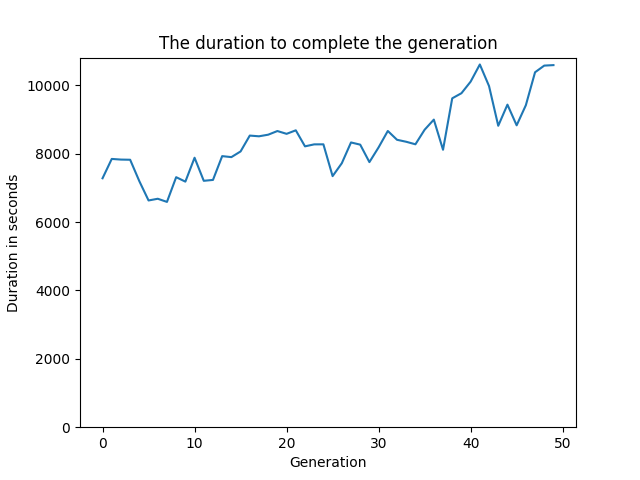 The duration to complete the generation
Duration in seconds
10000
8000
6000
4000
2000
0
0 10 20 30 40 50
Generation